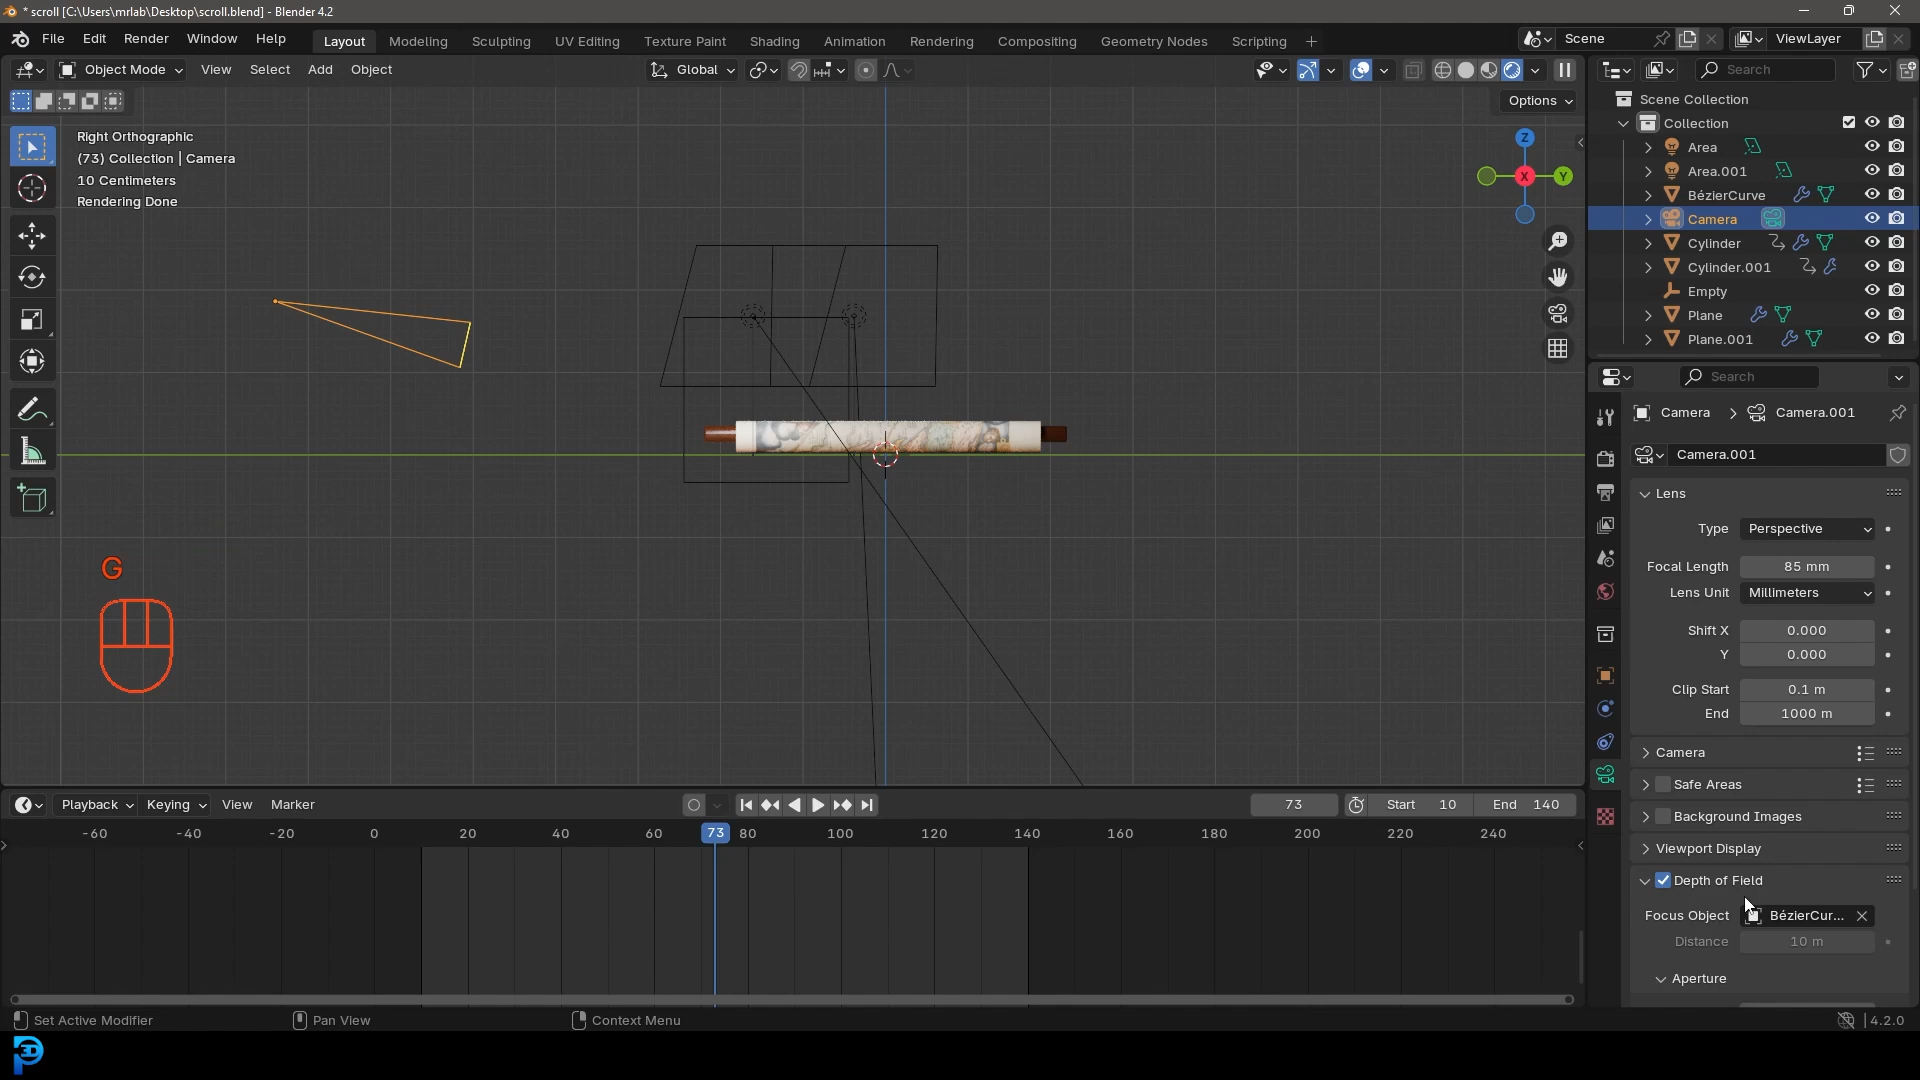 * scroll [C:\Users\mrlab\Desktop\scroll.blend] - Blender 4.2
File Edit Render Window Help
Layout Modeling Sculpting UV Editing Texture Paint Shading Animation Rendering Compositing Geometry Nodes Scripting +
Scene
ViewLayer
Object Mode View Select Add Object
Global
Search
Options
Right Orthographic
(73) Collection | Camera
10 Centimeters
Rendering Done
Z
X
Y
G
Scene Collection
Collection
Area
Area.001
BézierCurve
Camera
Cylinder
Cylinder.001
Empty
Plane
Plane.001
Search
Camera > Camera.001
Camera.001
Lens
Type Perspective
Focal Length 85 mm
Lens Unit Millimeters
Shift X 0.000
Y 0.000
Clip Start 0.1 m
End 1000 m
Camera
Safe Areas
Background Images
Viewport Display
Depth of Field
Focus Object BézierCur...
Distance 10 m
Aperture
Playback Keying View Marker
73 Start 10 End 140
-60 -40 -20 0 20 40 60 73 80 100 120 140 160 180 200 220 240
Set Active Modifier Pan View Context Menu
4.2.0